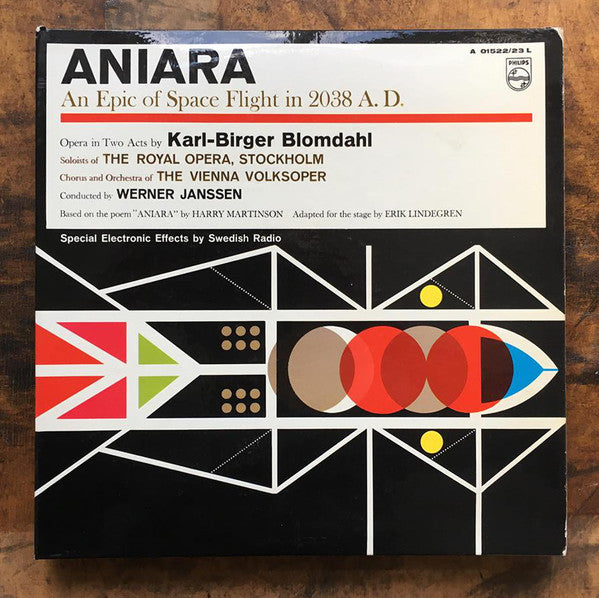 A 01522/23 L
PHILIPS
ANIARA
An Epic of Space Flight in 2038 A. D.
Opera in Two Acts by Karl-Birger Blomdahl
Soloists of THE ROYAL OPERA, STOCKHOLM
Chorus and Orchestra of THE VIENNA VOLKSOPER
Conducted by WERNER JANSSEN
Based on the poem "ANIARA" by HARRY MARTINSON Adapted for the stage by ERIK LINDEGREN
Special Electronic Effects by Swedish Radio